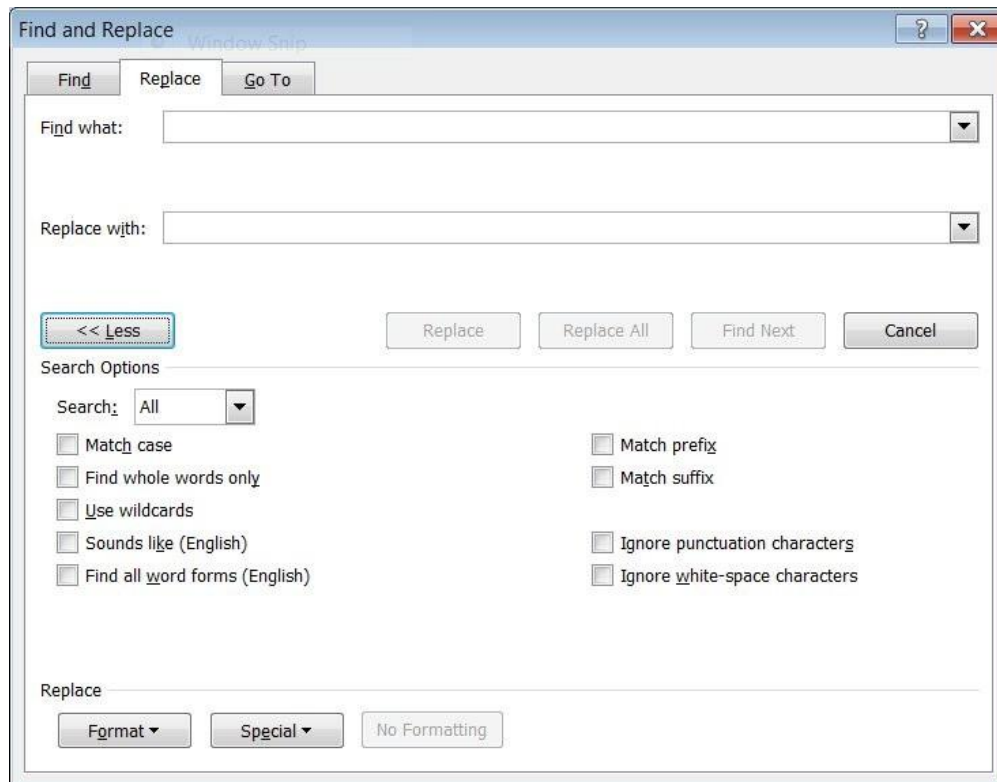 Find and Replace
Window Snip
Find Replace Go To
Find what:
Replace with:
<< Less Replace Replace All Find Next Cancel
Search Options
Search: All
Match case Match prefix
Find whole words only Match suffix
Use wildcards
Sounds like (English) Ignore punctuation characters
Find all word forms (English) Ignore white-space characters
Replace
Format Special No Formatting